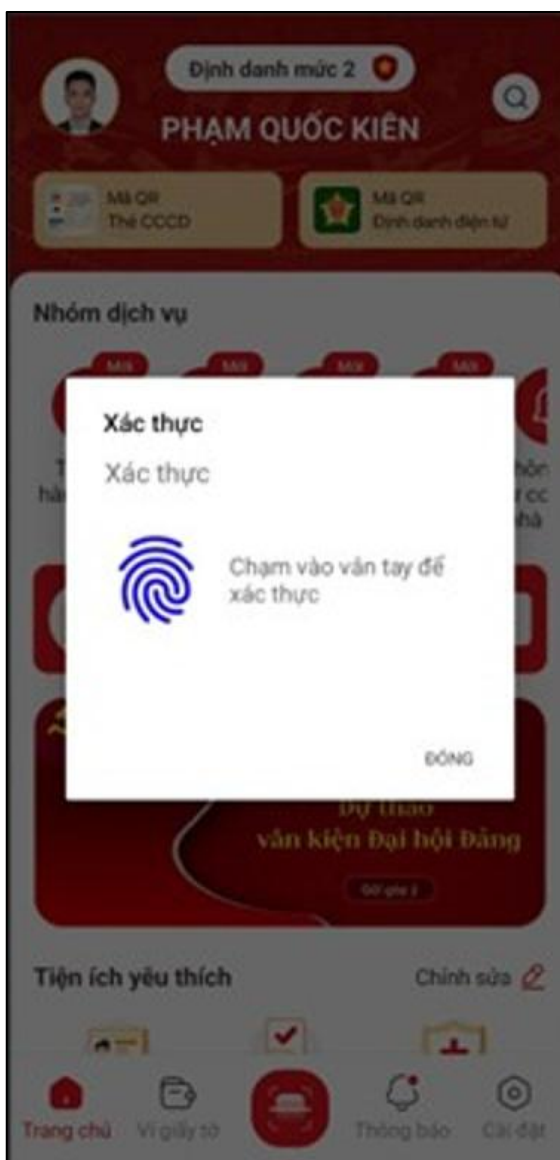 Định danh mức 2
PHẠM QUỐC KIÊN
Mã QR
Thẻ CCCD
Mã QR
Định danh điện tử
Nhóm dịch vụ
Mới
Mới
Mới
Mới
Xác thực
Xác thực
Chạm vào vân tay để
xác thực
ĐÓNG
Dự thảo
văn kiện Đại hội Đảng
Gửi góp ý
Tiện ích yêu thích
Chỉnh sửa
Trang chủ
Ví giấy tờ
Thông báo
Cài đặt